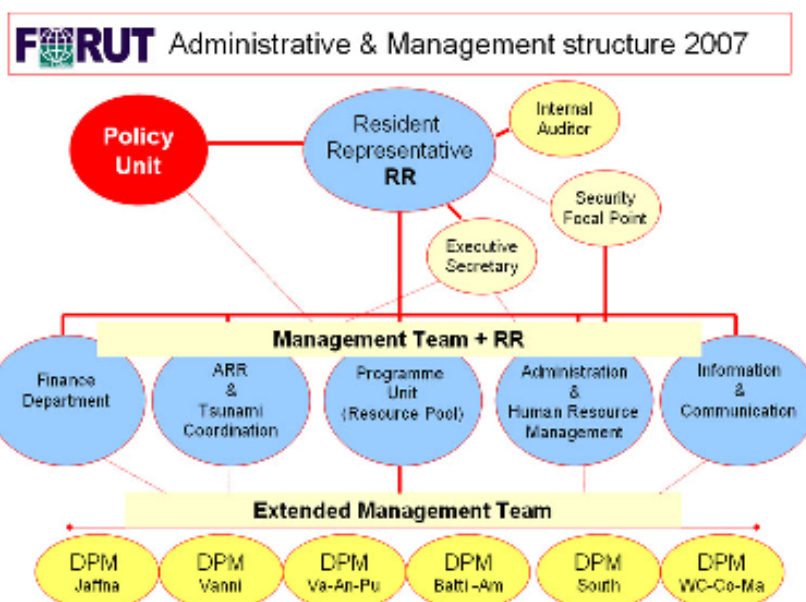 FORUT Administrative & Management structure 2007
Policy
Unit
Resident
Representative
RR
Internal
Auditor
Security
Focal Point
Executive
Secretary
Management Team + RR
Finance
Department
ARR
&
Tsunami
Coordination
Programme
Unit
(Resource Pool)
Administration
&
Human Resource
Management
Information
&
Communication
Extended Management Team
DPM
Jaffna
DPM
Vanni
DPM
Va-An-Pu
DPM
Batti -Am
DPM
South
DPM
WC-Co-Ma